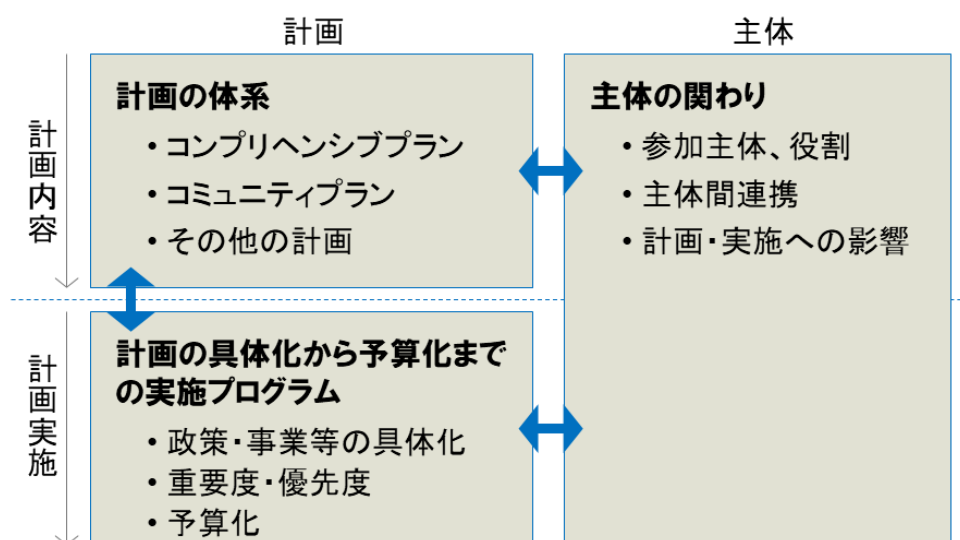 計画
主体
計画内容
計画の体系
・コンプリヘンシブプラン
・コミュニティプラン
・その他の計画
主体の関わり
・参加主体、役割
・主体間連携
・計画・実施への影響
計画実施
計画の具体化から予算化まで
の実施プログラム
・政策・事業等の具体化
・重要度・優先度
・予算化